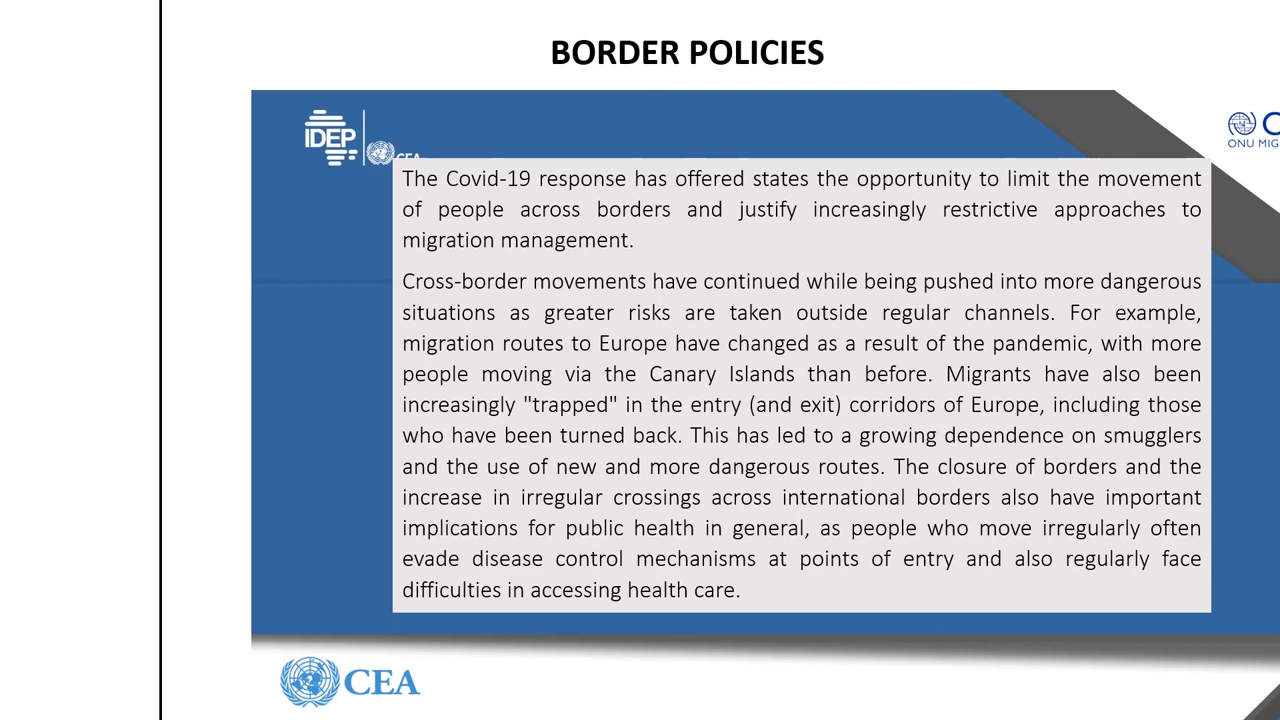 BORDER POLICIES
IDEP
CEA
ONU MIG
The Covid-19 response has offered states the opportunity to limit the movement
of people across borders and justify increasingly restrictive approaches to
migration management.
Cross-border movements have continued while being pushed into more dangerous
situations as greater risks are taken outside regular channels. For example,
migration routes to Europe have changed as a result of the pandemic, with more
people moving via the Canary Islands than before. Migrants have also been
increasingly "trapped" in the entry (and exit) corridors of Europe, including those
who have been turned back. This has led to a growing dependence on smugglers
and the use of new and more dangerous routes. The closure of borders and the
increase in irregular crossings across international borders also have important
implications for public health in general, as people who move irregularly often
evade disease control mechanisms at points of entry and also regularly face
difficulties in accessing health care.
CEA